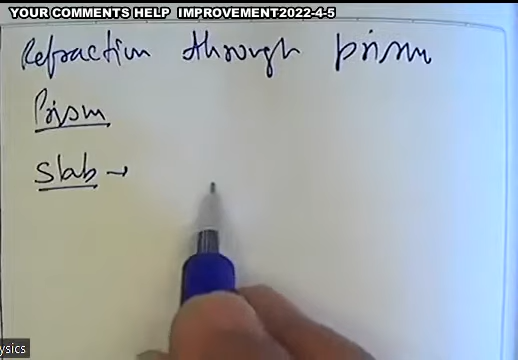 YOUR COMMENTS HELP IMPROVEMENT2022-4-5
Refraction through prism
Prism
Slab →
ysics